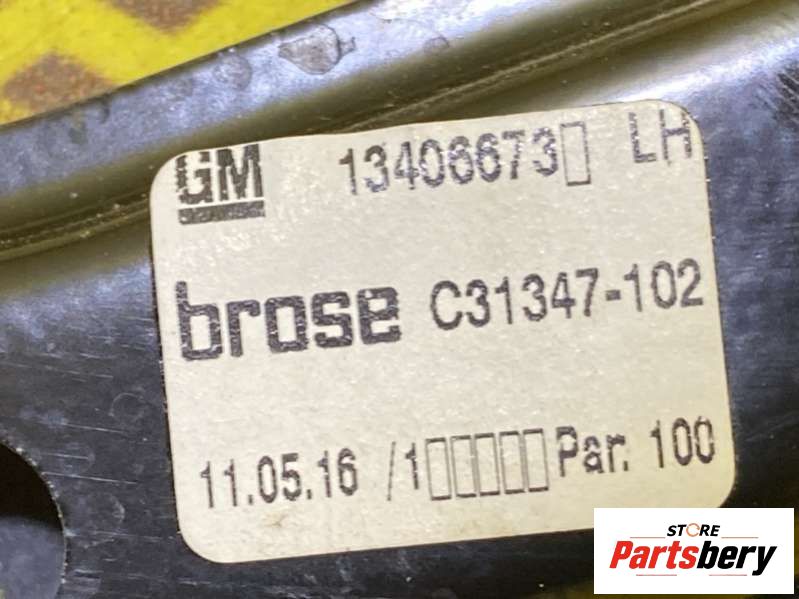 GM 13406673▯ LH
brose C31347-102
11.05.16 /1▯▯▯▯▯Par. 100
STORE
Partsbery